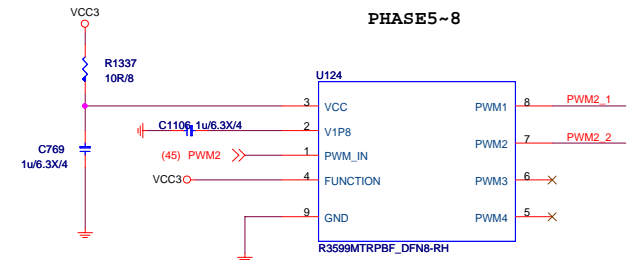 VCC3
PHASE5~8
R1337
10R/8
U124
3 VCC PWM1 8 PWM2_1
C1106 1u/6.3X/4 2 V1P8
C769
1u/6.3X/4
PWM2 7 PWM2_2
(45) PWM2 1 PWM_IN
VCC3 4 FUNCTION PWM3 6
9 GND PWM4 5
R3599MTRPBF_DFN8-RH